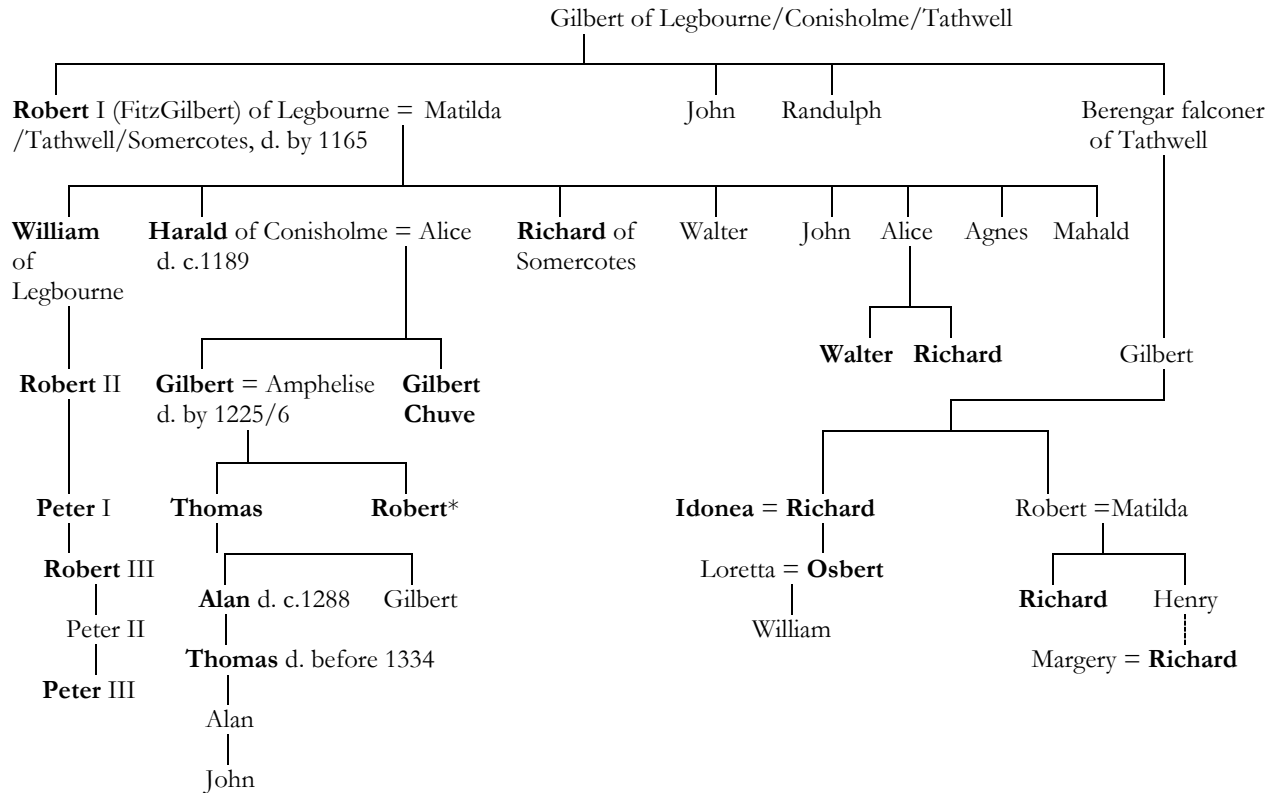 Gilbert of Legbourne/Conisholme/Tathwell
Robert I (FitzGilbert) of Legbourne = Matilda
/Tathwell/Somercotes, d. by 1165
John
Randulph
Berengar falconer
of Tathwell
William
of
Legbourne
Harald of Conisholme = Alice
d. c.1189
Richard of
Somercotes
Walter
John
Alice
Agnes
Mahald
Walter
Richard
Gilbert
Robert II
Gilbert = Amphelise
d. by 1225/6
Gilbert
Chuve
Peter I
Thomas
Robert*
Idonea = Richard
Robert =Matilda
Robert III
Alan d. c.1288
Gilbert
Loretta = Osbert
Richard
Henry
Peter II
William
Thomas d. before 1334
Margery = Richard
Peter III
Alan
John